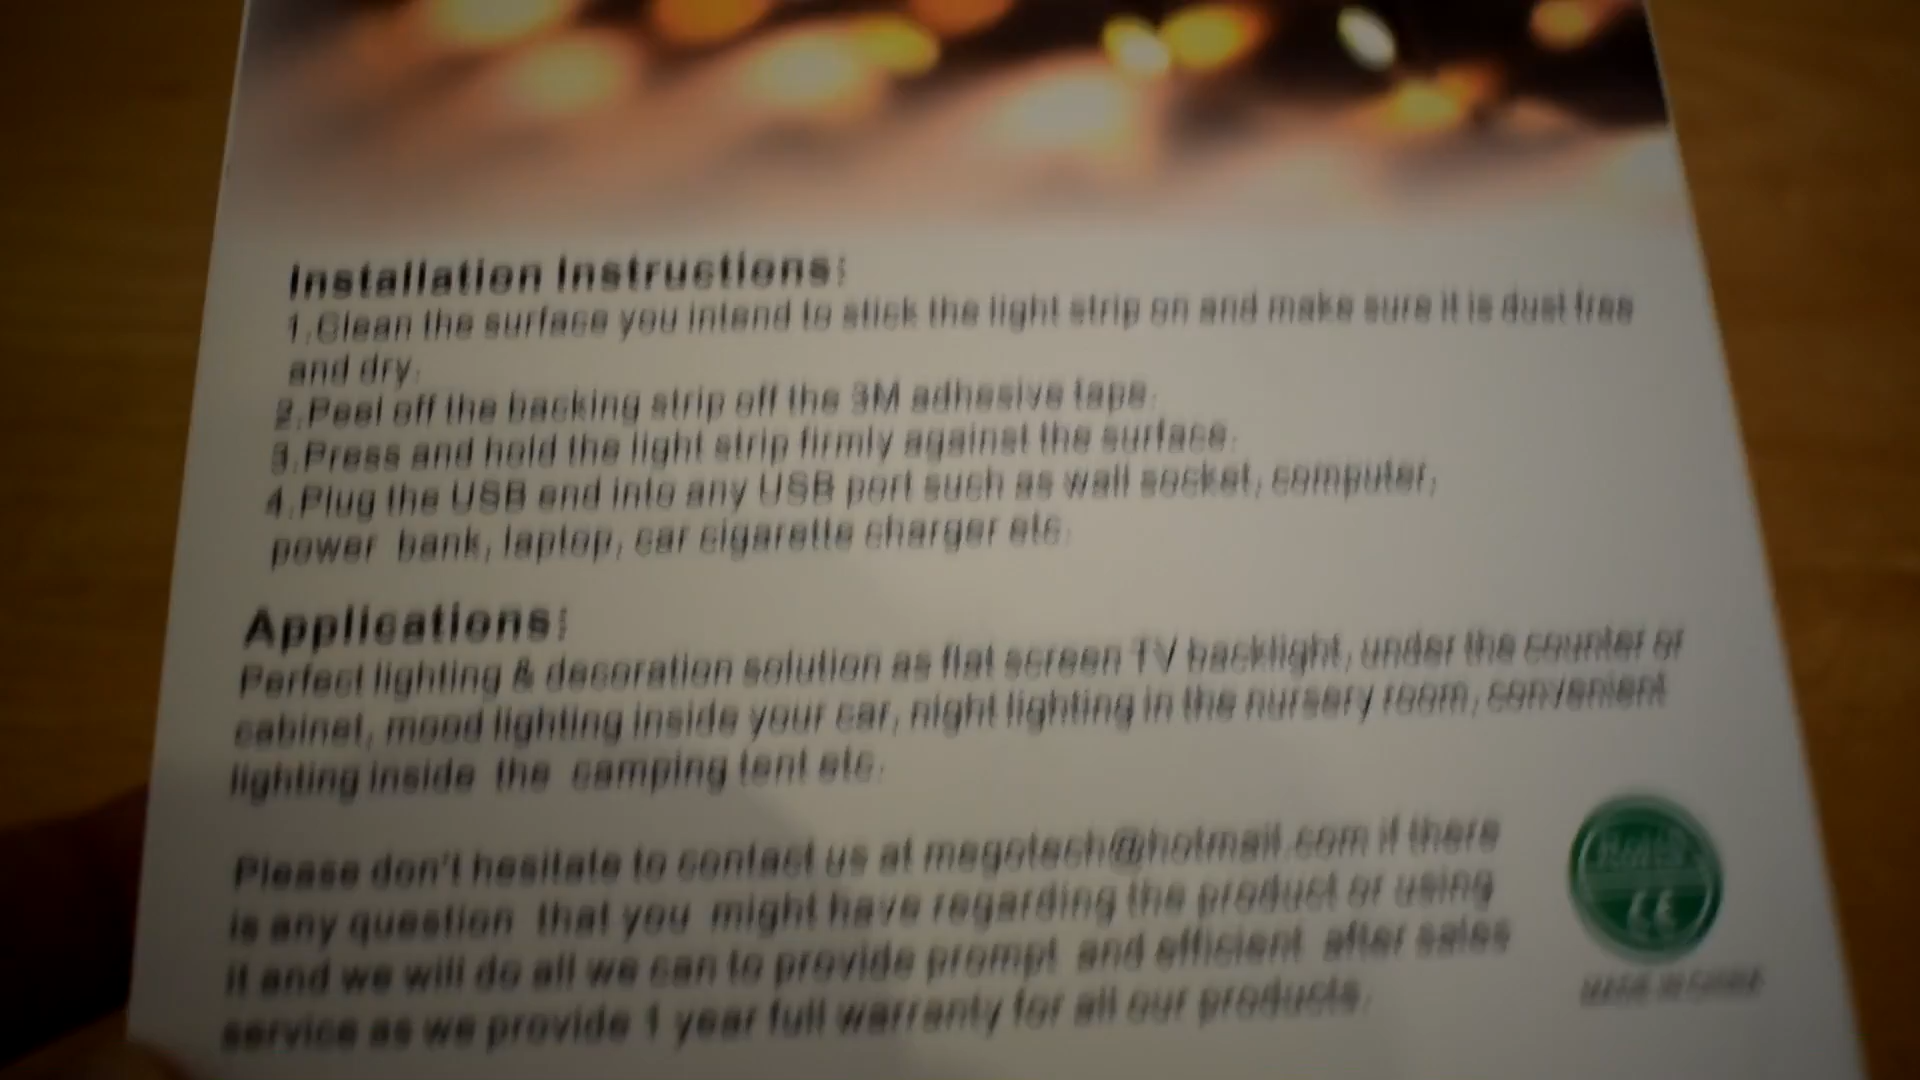 Installation Instructions:
1.Clean the surface you intend to stick the light strip on and make sure it is dust free
and dry.
2.Peel off the backing strip off the 3M adhesive tape.
3.Press and hold the light strip firmly against the surface.
4.Plug the USB end into any USB port such as wall socket, computer,
power bank, laptop, car cigarette charger etc.
Applications:
Perfect lighting & decoration solution as flat screen TV backlight, under the counter or
cabinet, mood lighting inside your car, night lighting in the nursery room, convenient
lighting inside the camping tent etc.
Please don't hesitate to contact us at megotech@hotmail.com if there
is any question that you might have regarding the product or using
it and we will do all we can to provide prompt and efficient after sales
service as we provide 1 year full warranty for all our products.
RoHS
CE
MADE IN CHINA